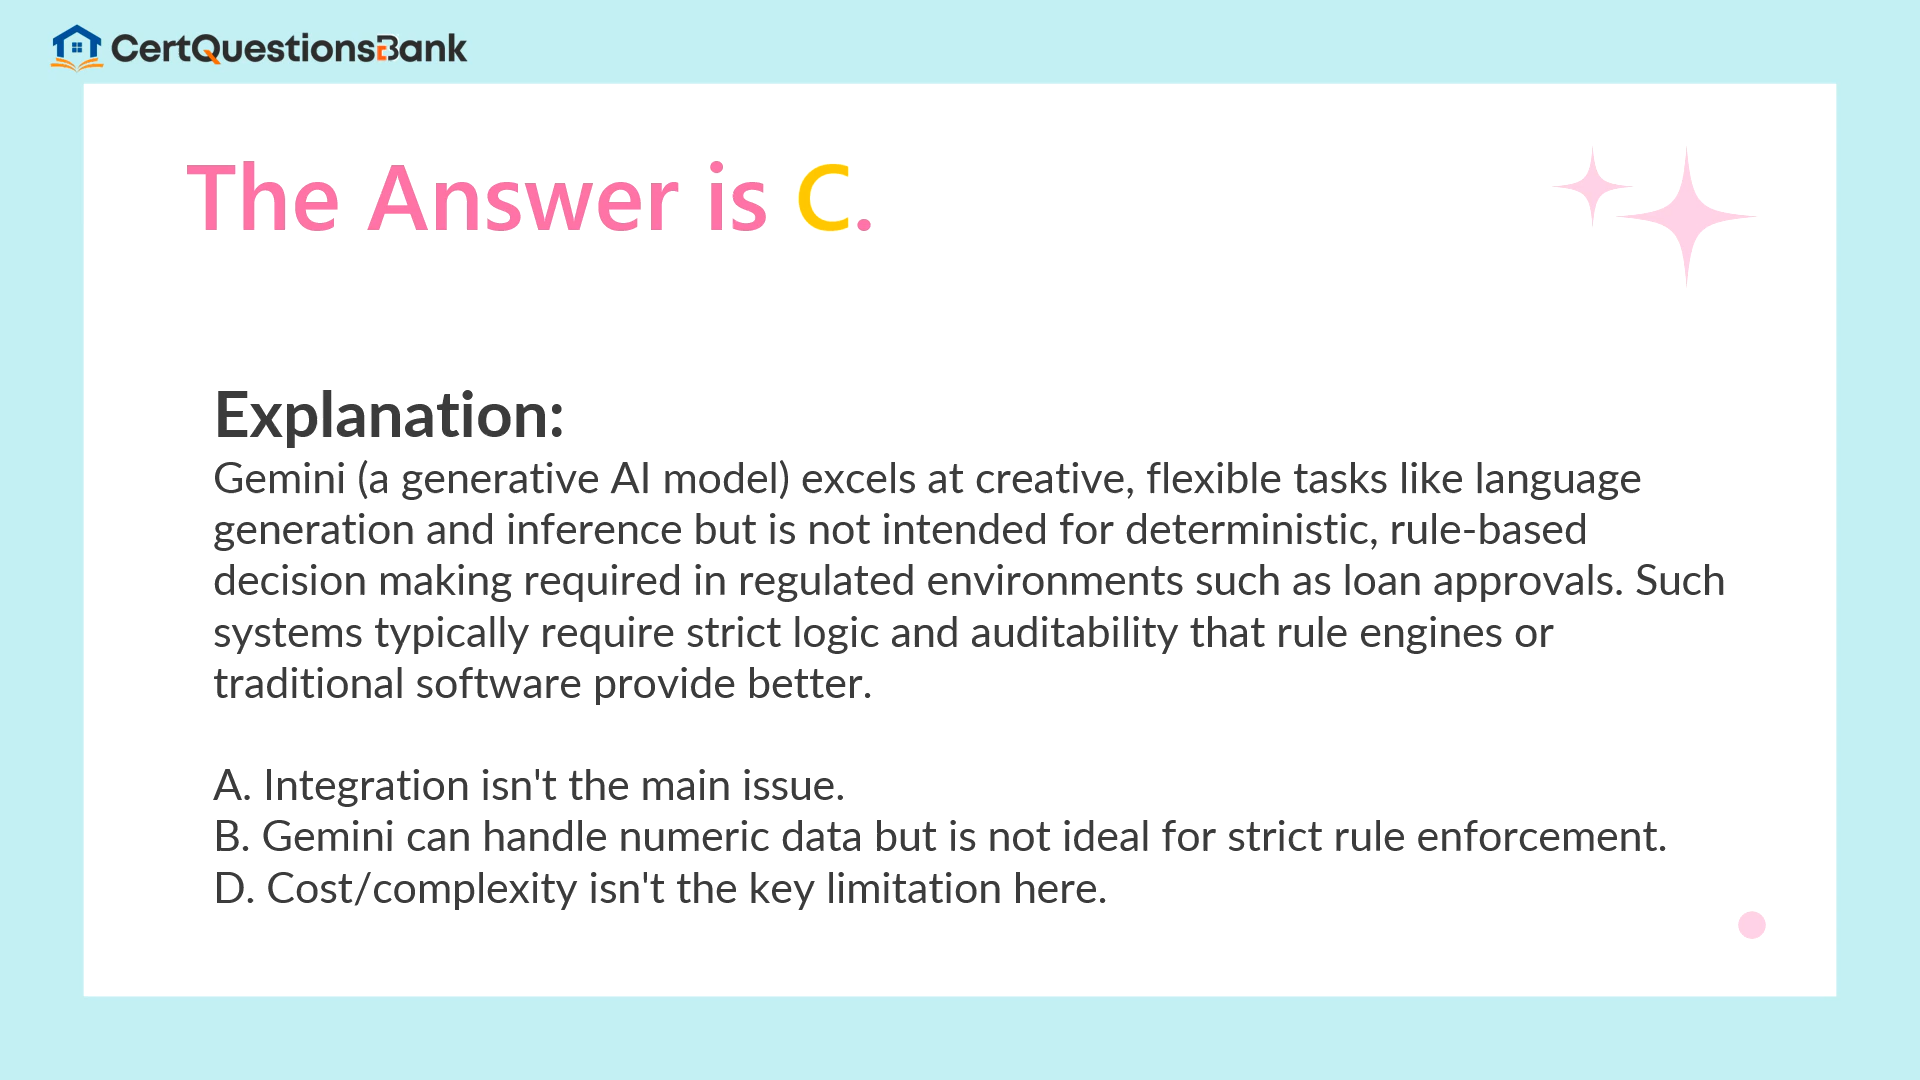 CertQuestionsBank
The Answer is C.
Explanation:
Gemini (a generative AI model) excels at creative, flexible tasks like language
generation and inference but is not intended for deterministic, rule-based
decision making required in regulated environments such as loan approvals. Such
systems typically require strict logic and auditability that rule engines or
traditional software provide better.
A. Integration isn't the main issue.
B. Gemini can handle numeric data but is not ideal for strict rule enforcement.
D. Cost/complexity isn't the key limitation here.